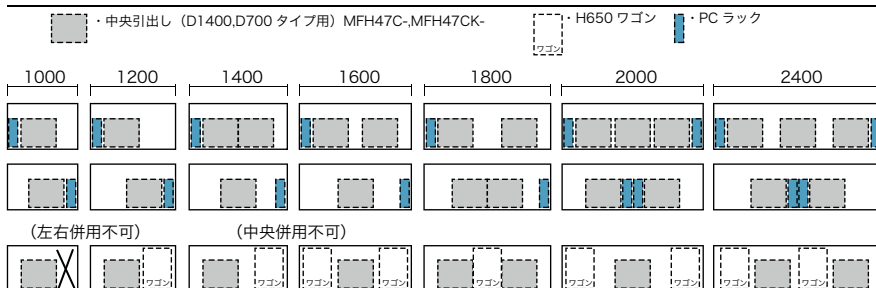 ・中央引出し（D1400,D700 タイプ用）MFH47C-,MFH47CK- ワゴン ・H650 ワゴン ・PC ラック
1000 1200 1400 1600 1800 2000 2400
（左右併用不可） （中央併用不可）
ワゴン ワゴン ワゴン ワゴン ワゴン ワゴン ワゴン ワゴン ワゴン